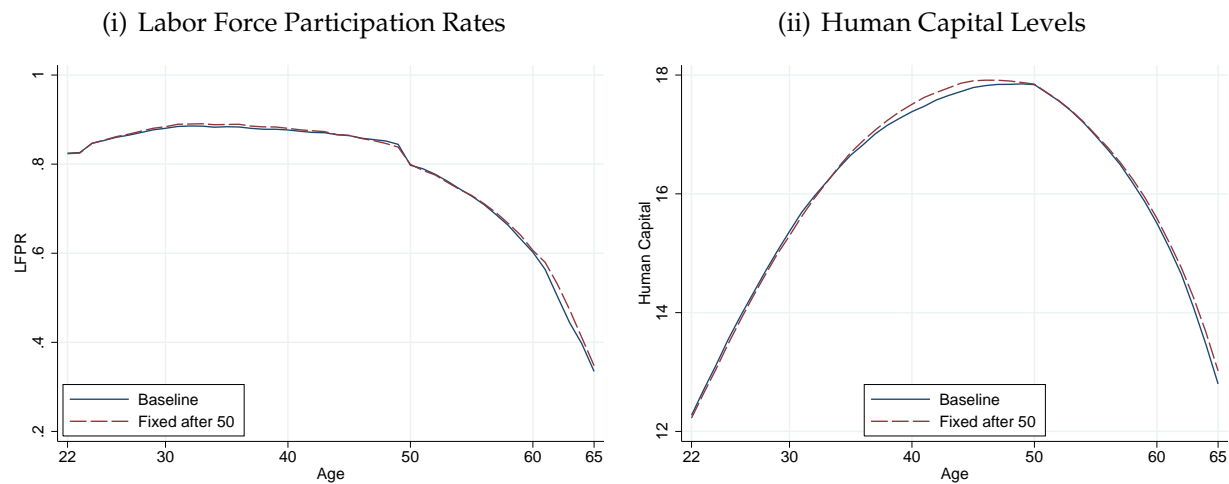 (i) Labor Force Participation Rates
1
.8
.6
.4
.2
LFPR
22 30 40 50 60 65
Age
Baseline
Fixed after 50
(ii) Human Capital Levels
18
16
14
12
Human Capital
22 30 40 50 60 65
Age
Baseline
Fixed after 50